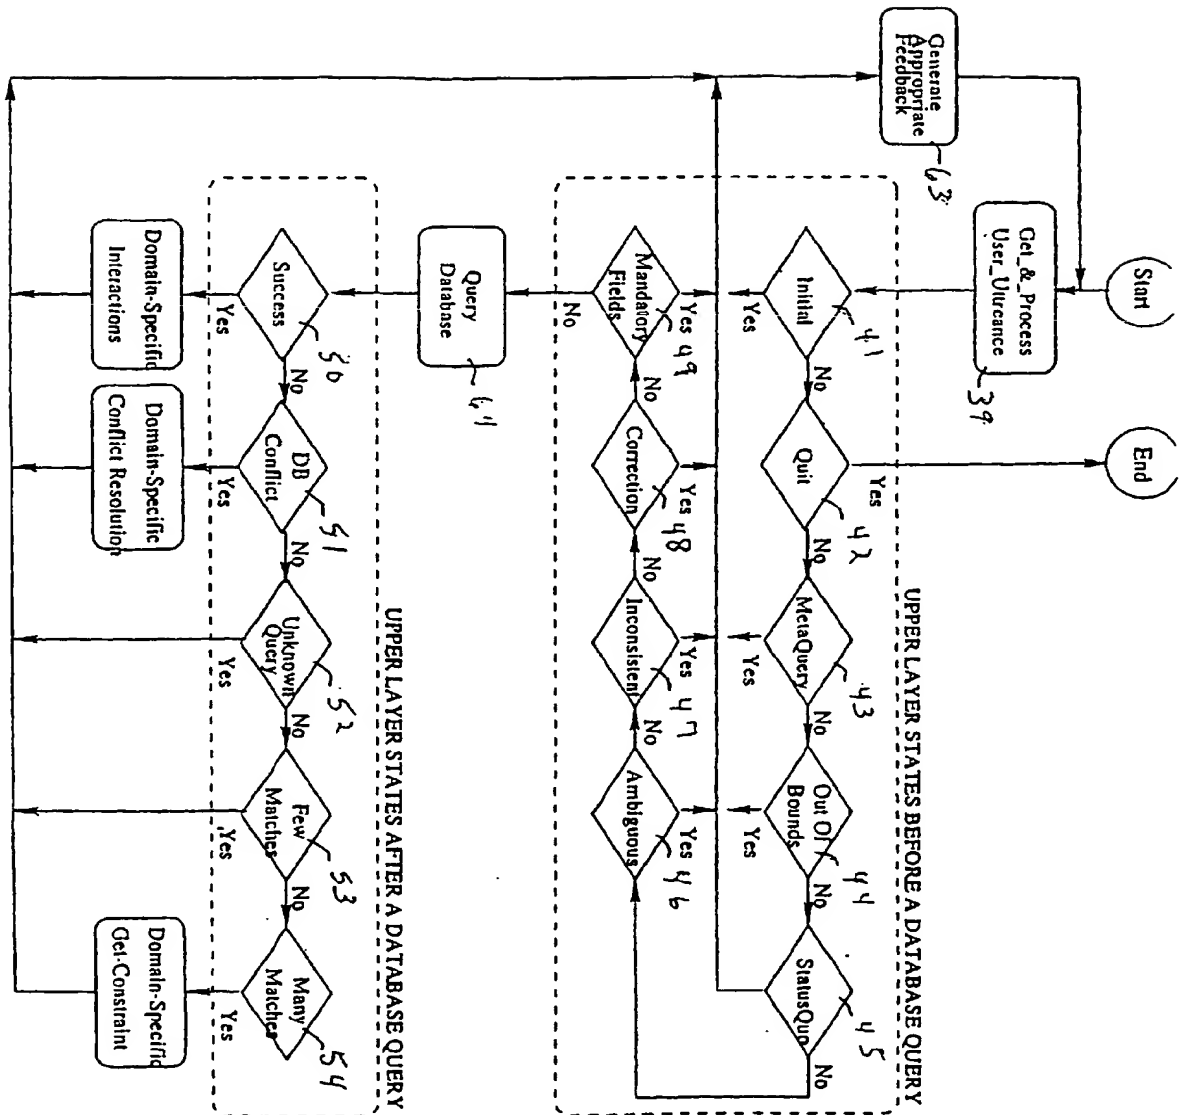 Start
End
Get_&_Process
User_Utterance
39
Generate
Appropriate
Feedback
63
UPPER LAYER STATES BEFORE A DATABASE QUERY
Initial
41
Yes
No
Quit
42
Yes
No
MetaQuery
43
Yes
No
Out Of
Bounds
44
Yes
No
StatusQuo
45
No
Ambiguous
46
Yes
No
Inconsistent
47
Yes
No
Correction
48
Yes
No
Mandatory
Fields
49
Yes
No
Query
Database
64
UPPER LAYER STATES AFTER A DATABASE QUERY
Success
50
Yes
No
DB
Conflict
51
Yes
No
Unknown
Query
52
Yes
No
Few
Matches
53
Yes
No
Many
Matches
54
Yes
Domain-Specific
Interactions
Domain-Specific
Conflict Resolution
Domain-Specific
Get-Constraint